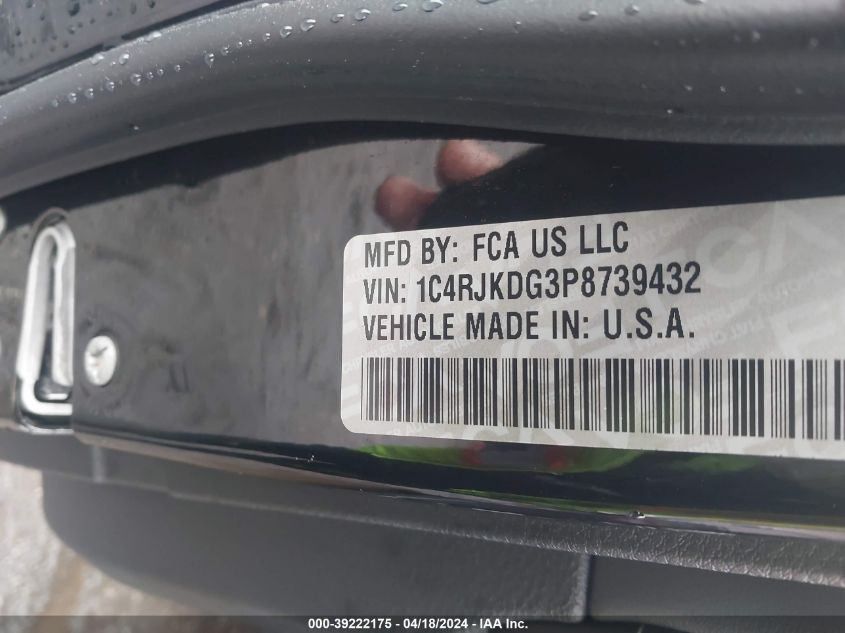 MFD BY: FCA US LLC
VIN: 1C4RJKDG3P8739432
VEHICLE MADE IN: U.S.A.
000-39222175 - 04/18/2024 - IAA Inc.